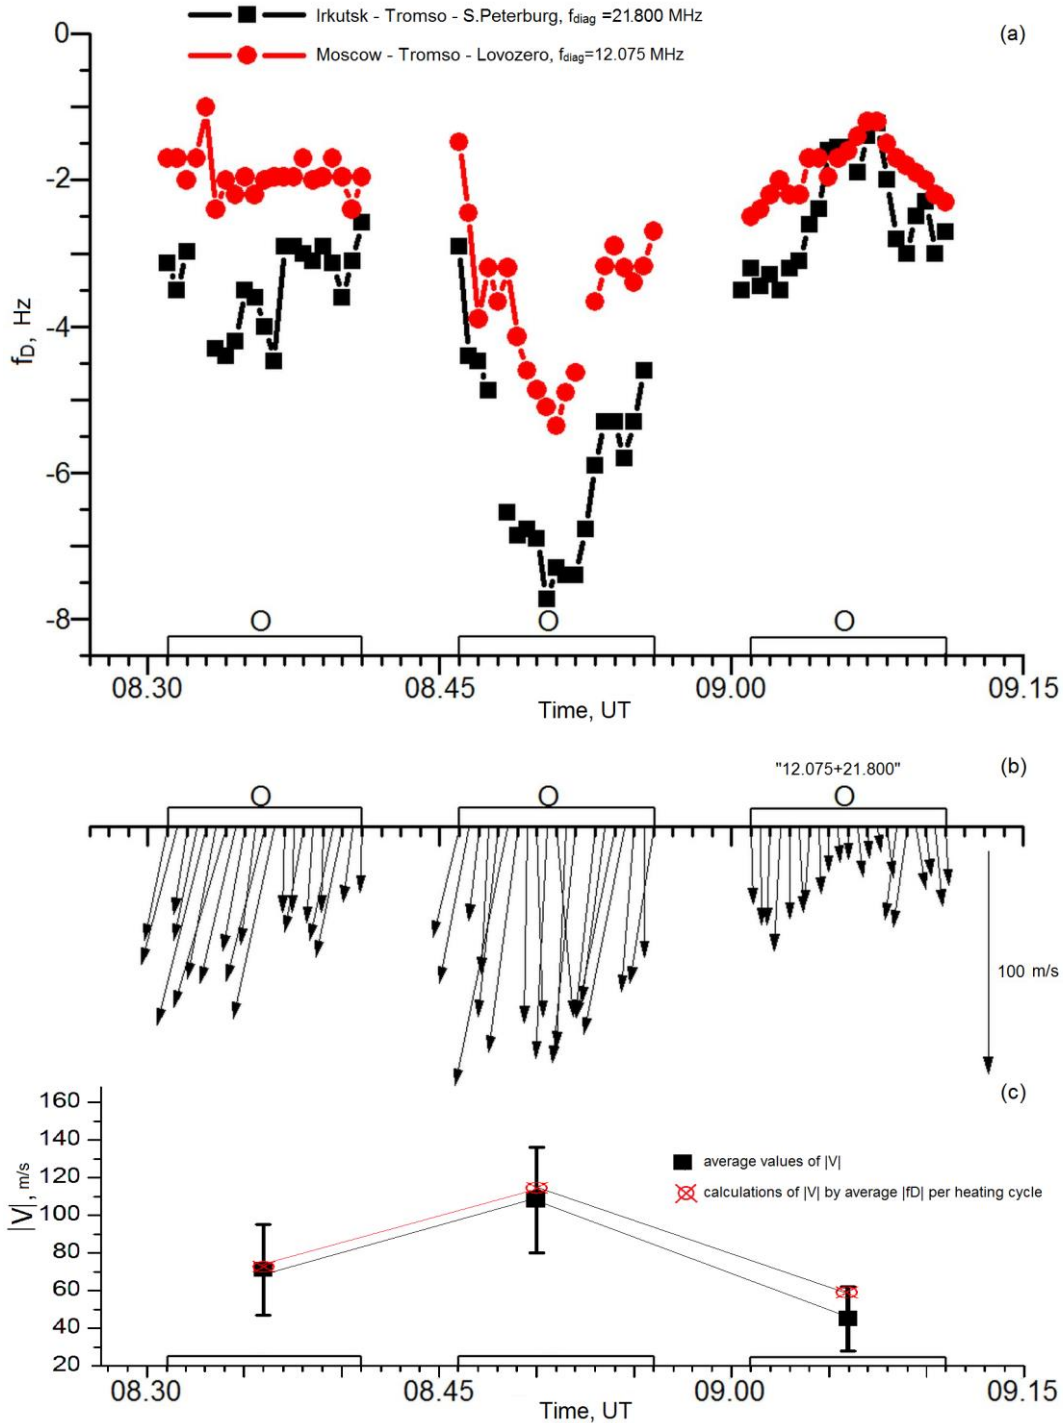 Irkutsk - Tromso - S.Peterburg, fdiag =21.800 MHz
(a)
Moscow - Tromso - Lovozero, fdiag=12.075 MHz
0
-2
-4
-6
-8
fD, Hz
O O O
08.30 08.45 09.00 09.15
Time, UT
"12.075+21.800"
(b)
O O O
100 m/s
(c)
160
140
120
100
80
60
40
20
|V|, m/s
average values of |V|
calculations of |V| by average |fD| per heating cycle
08.30 08.45 09.00 09.15
Time, UT